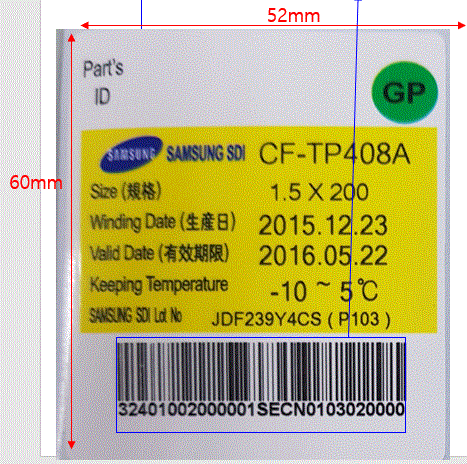 52mm
60mm
Part's
ID
GP
SAMSUNG SAMSUNG SDI CF-TP408A
Size (規格) 1.5 X 200
Winding Date (生産日) 2015.12.23
Valid Date (有效期限) 2016.05.22
Keeping Temperature -10 ~ 5℃
SAMSUNG SDI Lot No JDF239Y4CS ( P103 )
32401002000001SECN0103020000